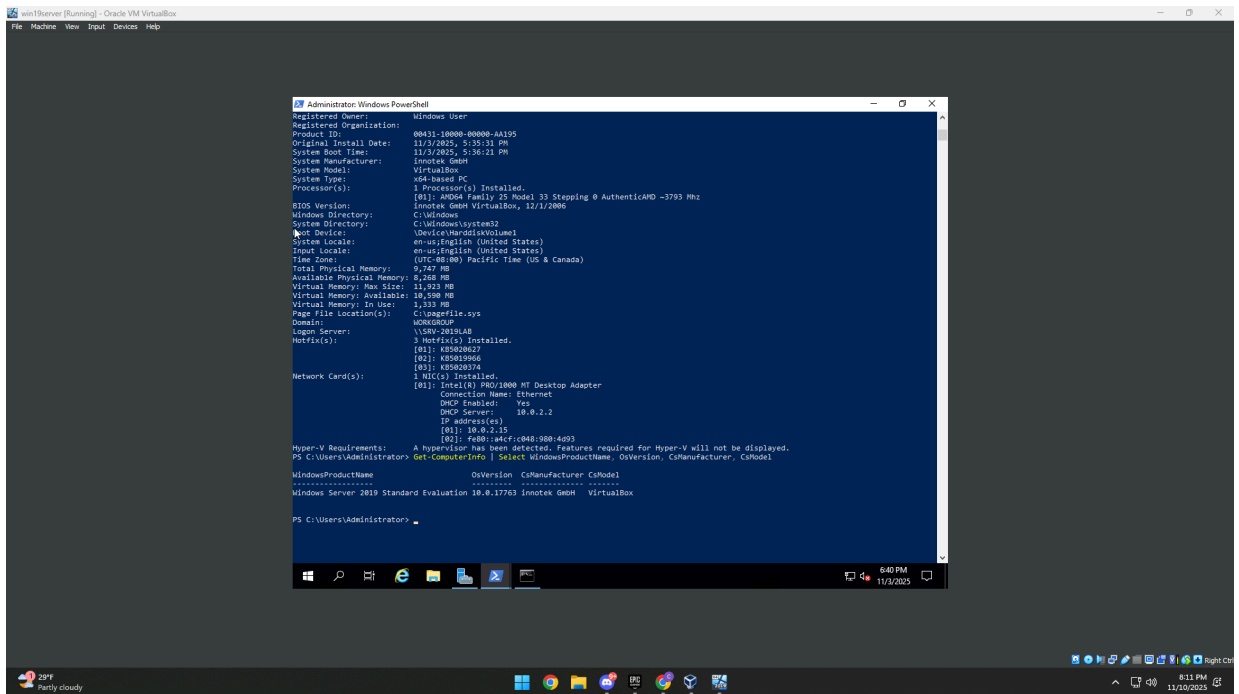 win19server [Running] - Oracle VM VirtualBox
File Machine View Input Devices Help
Administrator: Windows PowerShell
Registered Owner: Windows User
Registered Organization:
Product ID: 00431-10000-00000-AA195
Original Install Date: 11/3/2025, 5:35:31 PM
System Boot Time: 11/3/2025, 5:36:21 PM
System Manufacturer: innotek GmbH
System Model: VirtualBox
System Type: x64-based PC
Processor(s): 1 Processor(s) Installed.
[01]: AMD64 Family 25 Model 33 Stepping 0 AuthenticAMD ~3793 Mhz
BIOS Version: innotek GmbH VirtualBox, 12/1/2006
Windows Directory: C:\Windows
System Directory: C:\Windows\system32
Boot Device: \Device\HarddiskVolume1
System Locale: en-us;English (United States)
Input Locale: en-us;English (United States)
Time Zone: (UTC-08:00) Pacific Time (US & Canada)
Total Physical Memory: 9,747 MB
Available Physical Memory: 8,268 MB
Virtual Memory: Max Size: 11,923 MB
Virtual Memory: Available: 10,590 MB
Virtual Memory: In Use: 1,333 MB
Page File Location(s): C:\pagefile.sys
Domain: WORKGROUP
Logon Server: \\SRV-2019LAB
Hotfix(s): 3 Hotfix(s) Installed.
[01]: KB5020627
[02]: KB5019966
[03]: KB5020374
Network Card(s): 1 NIC(s) Installed.
[01]: Intel(R) PRO/1000 MT Desktop Adapter
Connection Name: Ethernet
DHCP Enabled: Yes
DHCP Server: 10.0.2.2
IP address(es)
[01]: 10.0.2.15
[02]: fe80::a4cf:c048:980:4d93
Hyper-V Requirements: A hypervisor has been detected. Features required for Hyper-V will not be displayed.
PS C:\Users\Administrator> Get-ComputerInfo | Select WindowsProductName, OsVersion, CsManufacturer, CsModel
WindowsProductName OsVersion CsManufacturer CsModel
------------------ --------- -------------- -------
Windows Server 2019 Standard Evaluation 10.0.17763 innotek GmbH VirtualBox
PS C:\Users\Administrator> _
6:40 PM
11/3/2025
Right Ctrl
29°F
Partly cloudy
EPIC
8:11 PM
11/10/2025